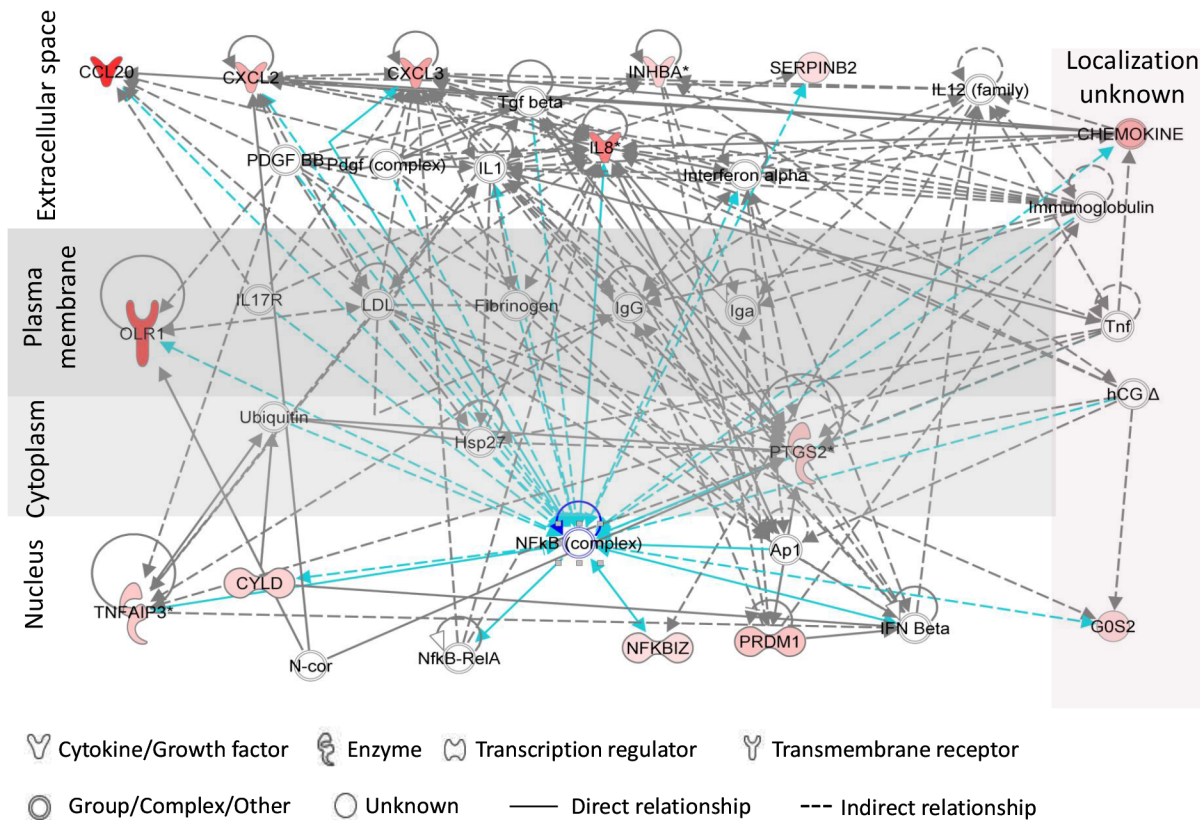 Extracellular space
Plasma
membrane
Cytoplasm
Nucleus
Localization
unknown
CCL20
CXCL2
CXCL3
INHBA*
SERPINB2
IL12 (family)
Tgf beta
CHEMOKINE
PDGF BB
Pdgf (complex)
IL1
IL8*
Interferon alpha
Immunoglobulin
OLR1
IL17R
LDL
Fibrinogen
IgG
Iga
Tnf
hCG Δ
Ubiquitin
Hsp27
PTGS2*
NFkB (complex)
Ap1
TNFAIP3*
CYLD
N-cor
NfkB-RelA
NFKBIZ
PRDM1
IFN Beta
G0S2
Cytokine/Growth factor
Enzyme
Transcription regulator
Transmembrane receptor
Group/Complex/Other
Unknown
Direct relationship
Indirect relationship